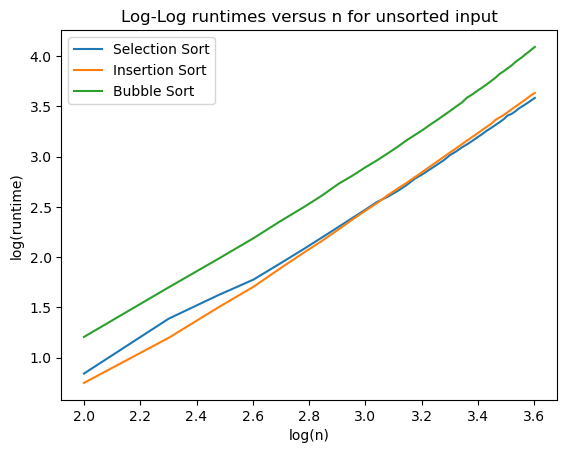 Log-Log runtimes versus n for unsorted input
Selection Sort
Insertion Sort
Bubble Sort
log(runtime)
4.0
3.5
3.0
2.5
2.0
1.5
1.0
2.0 2.2 2.4 2.6 2.8 3.0 3.2 3.4 3.6
log(n)